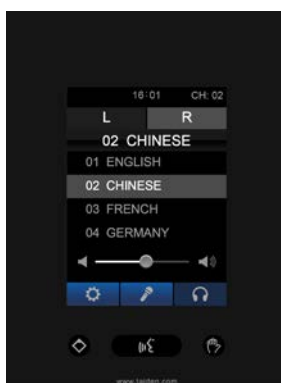 16:01 CH: 02
L R
02 CHINESE
01 ENGLISH
02 CHINESE
03 FRENCH
04 GERMANY
www.taiden.com